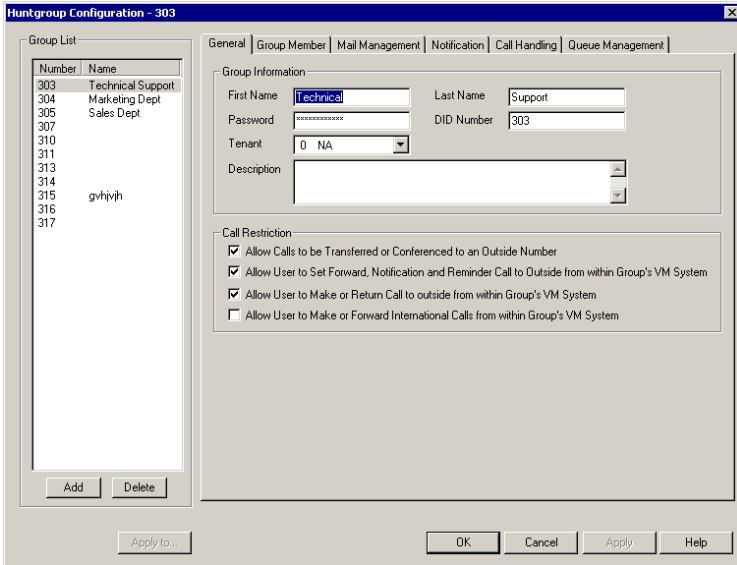 Huntgroup Configuration - 303
Group List
Number Name
303 Technical Support
304 Marketing Dept
305 Sales Dept
307
310
311
313
314
315 gvhjvjh
316
317
Add Delete
General Group Member Mail Management Notification Call Handling Queue Management
Group Information
First Name Technical Last Name Support
Password xxxxxxxxxxxx DID Number 303
Tenant 0 NA
Description
Call Restriction
Allow Calls to be Transferred or Conferenced to an Outside Number
Allow User to Set Forward, Notification and Reminder Call to Outside from within Group's VM System
Allow User to Make or Return Call to outside from within Group's VM System
Allow User to Make or Forward International Calls from within Group's VM System
Apply to... OK Cancel Apply Help